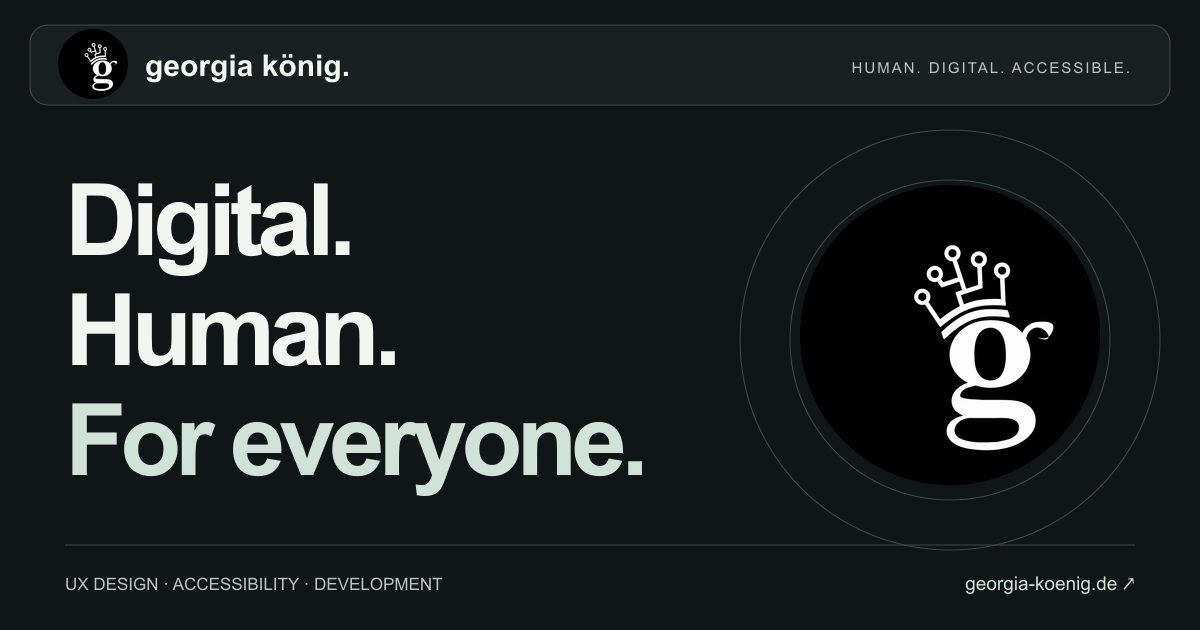 g georgia könig.
HUMAN. DIGITAL. ACCESSIBLE.
Digital.
Human.
For everyone.
g
UX DESIGN · ACCESSIBILITY · DEVELOPMENT
georgia-koenig.de ↗